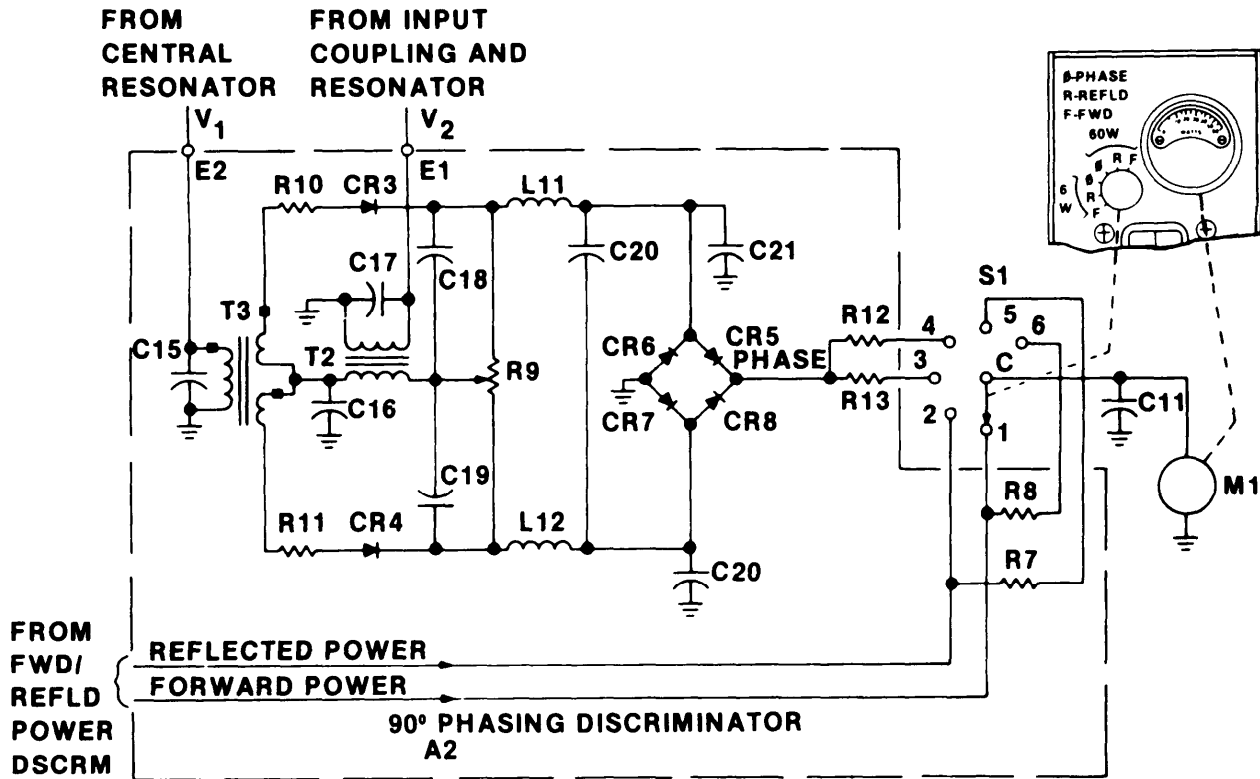 FROM
CENTRAL
RESONATOR
FROM INPUT
COUPLING AND
RESONATOR
V1
V2
E2
E1
Ø-PHASE
R-REFLD
F-FWD
60W
Ø R F
6
W
Ø
R
F
WATTS
R10
CR3
L11
C17
C18
C20
C21
T3
C15
T2
C16
R9
CR6
CR5
PHASE
CR7
CR8
R12
R13
4
3
2
S1
5
6
C
1
C11
M1
C19
R11
CR4
L12
C20
R8
R7
FROM
FWD/
REFLD
POWER
DSCRM
REFLECTED POWER
FORWARD POWER
90º PHASING DISCRIMINATOR
A2